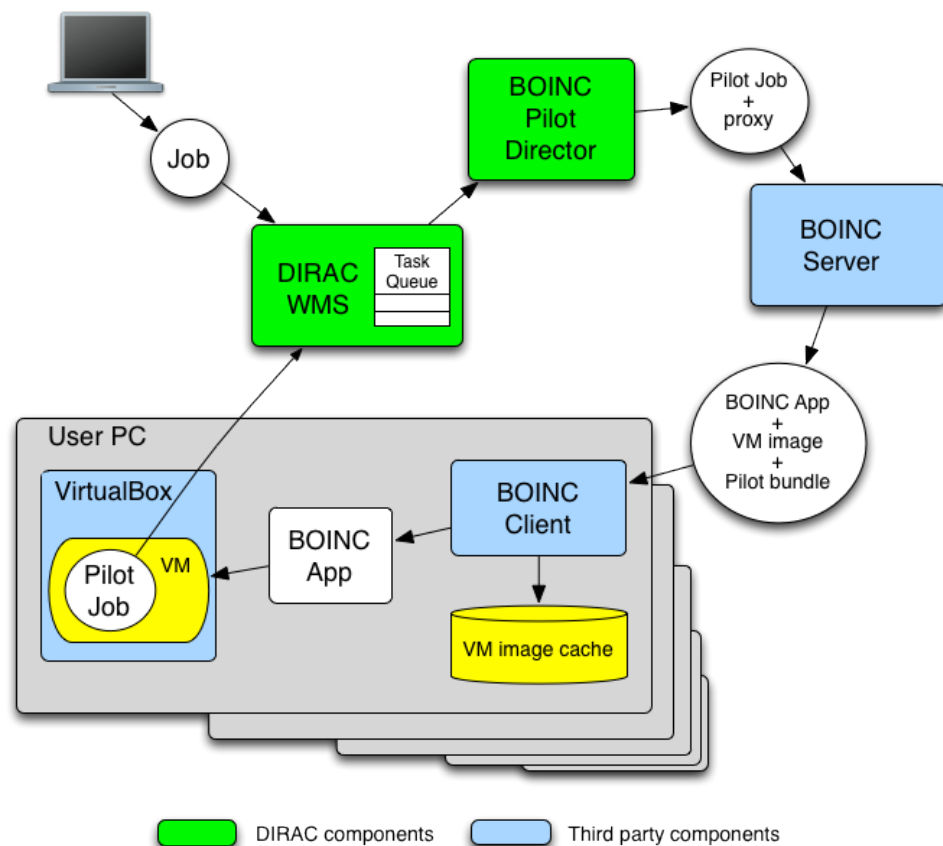 Job
BOINC
Pilot
Director
Pilot Job
+
proxy
BOINC
Server
DIRAC
WMS
Task
Queue
BOINC App
+
VM image
+
Pilot bundle
User PC
VirtualBox
VM
Pilot
Job
BOINC
App
BOINC
Client
VM image cache
DIRAC components
Third party components